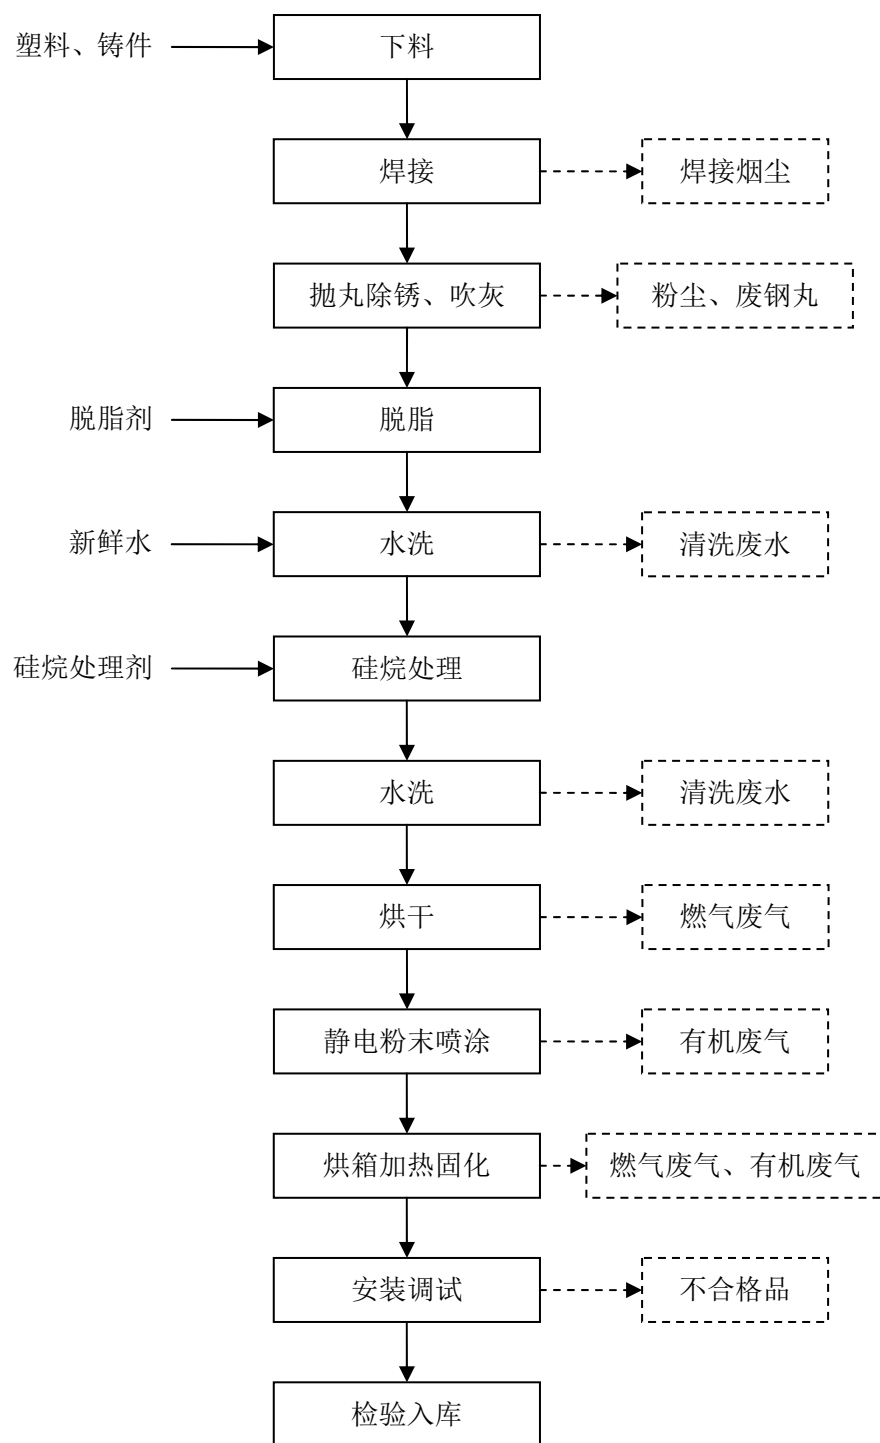 塑料、铸件
下料
焊接
焊接烟尘
抛丸除锈、吹灰
粉尘、废钢丸
脱脂剂
脱脂
新鲜水
水洗
清洗废水
硅烷处理剂
硅烷处理
水洗
清洗废水
烘干
燃气废气
静电粉末喷涂
有机废气
烘箱加热固化
燃气废气、有机废气
安装调试
不合格品
检验入库